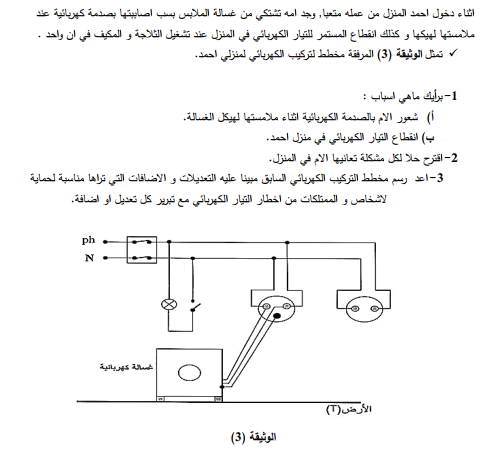 اثناء دخول احمد المنزل من عمله متعبا, وجد امه تشتكي من غسالة الملابس بسب اصابيتها بصدمة كهربائية عند
ملامستها لهيكها و كذلك انقطاع المستمر للتيار الكهربائي في المنزل عند تشغيل الثلاجة و المكيف في ان واحد .
✓ تمثل الوثيقة (3) المرفقة مخطط لتركيب الكهربائي لمنزلي احمد.
1-برأيك ماهي اسباب :
أ) شعور الام بالصدمة الكهربائية اثناء ملامستها لهيكل الغسالة.
ب) انقطاع التيار الكهربائي في منزل احمد.
2-اقترح حلا لكل مشكلة تعانيها الام في المنزل.
3-اعد رسم مخطط التركيب الكهربائي السابق مبينا عليه التعديلات و الاضافات التي تراها مناسبة لحماية
لاشخاص و الممتلكات من اخطار التيار الكهربائي مع تبرير كل تعديل او اضافة.
ph
N
غسالة كهربائية
الأرض(T)
الوثيقة (3)